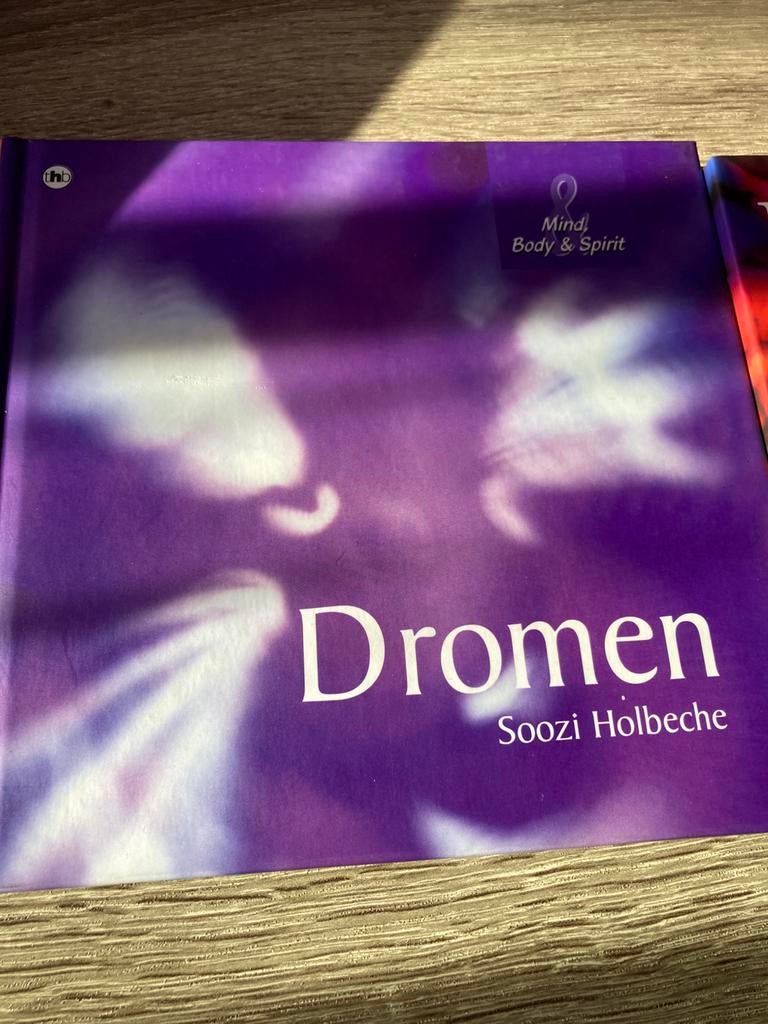 thb
Mind,
Body & Spirit
Dromen
Soozi Holbeche